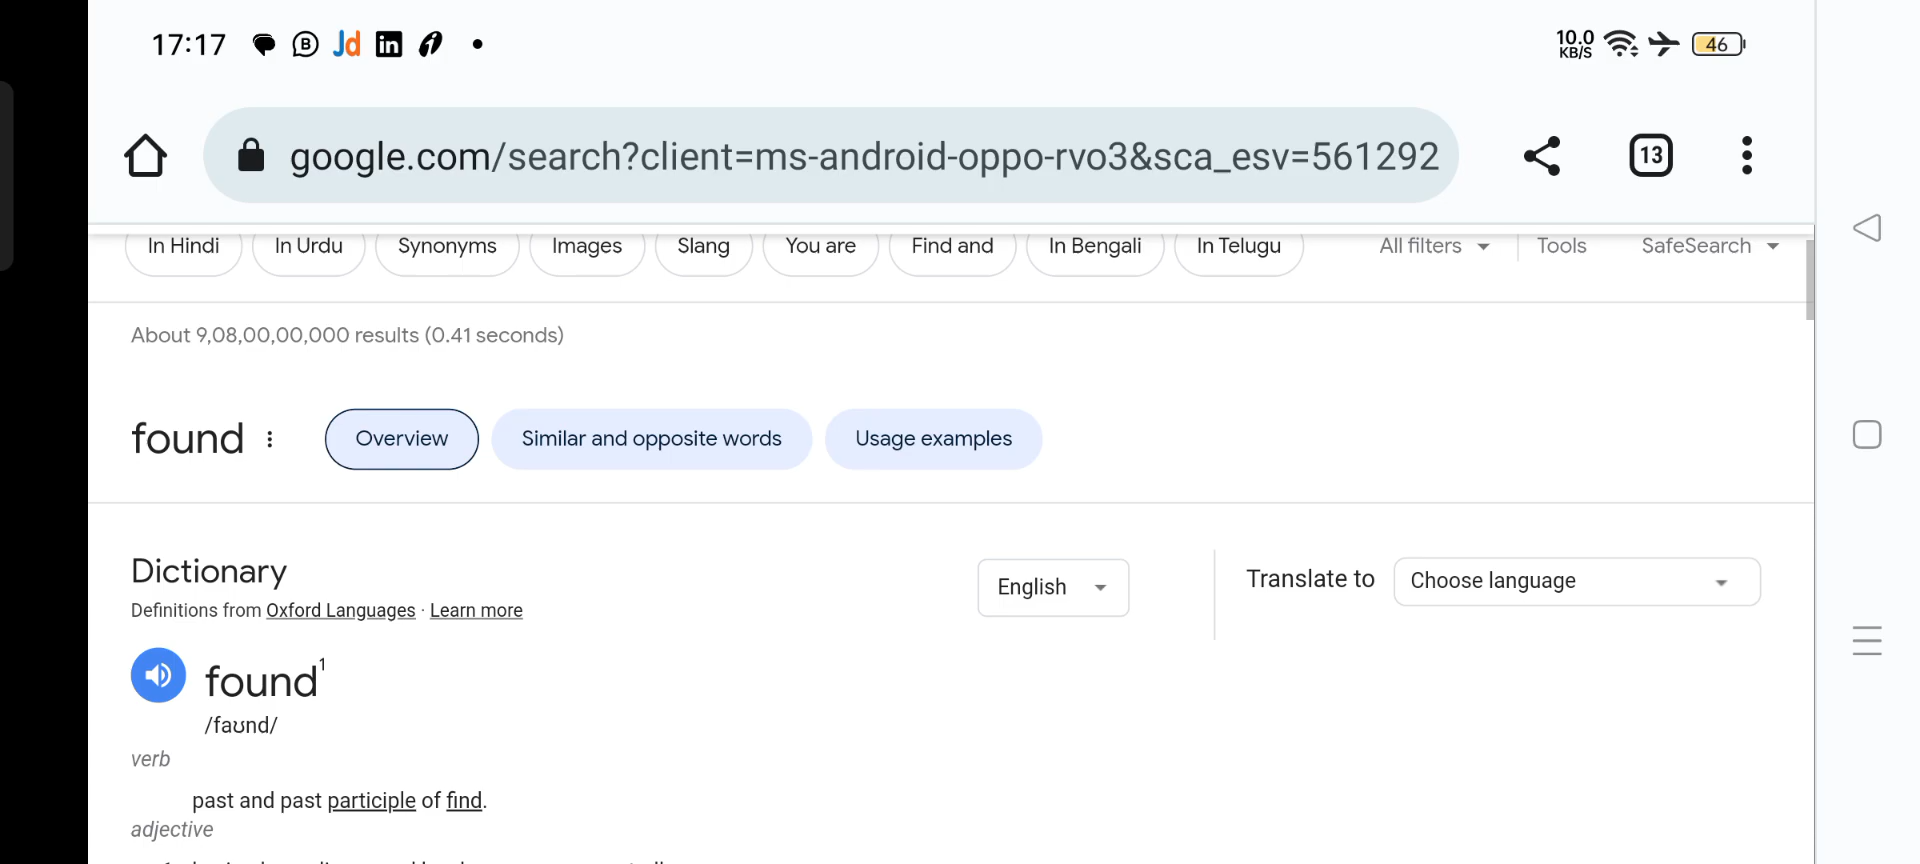 17:17 B Jd in 10.0 KB/S 46
google.com/search?client=ms-android-oppo-rvo3&sca_esv=561292 13
In Hindi In Urdu Synonyms Images Slang You are Find and In Bengali In Telugu All filters Tools SafeSearch
About 9,08,00,00,000 results (0.41 seconds)
found Overview Similar and opposite words Usage examples
Dictionary English Translate to Choose language
Definitions from Oxford Languages · Learn more
found¹
/faʊnd/
verb
past and past participle of find.
adjective